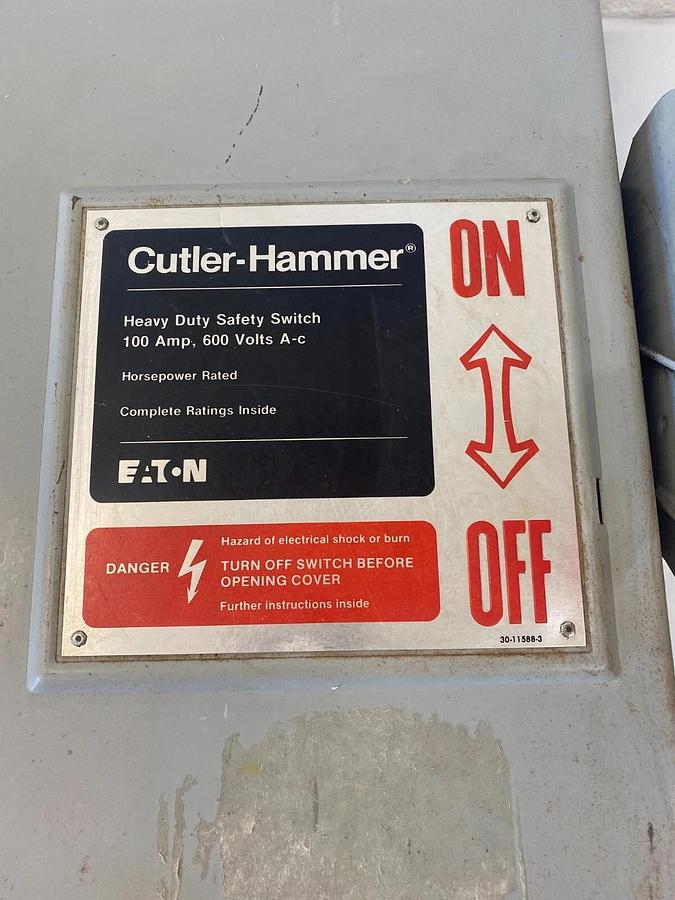 Cutler-Hammer®
Heavy Duty Safety Switch
100 Amp, 600 Volts A-c
Horsepower Rated
Complete Ratings Inside
EATON
ON
OFF
DANGER
Hazard of electrical shock or burn
TURN OFF SWITCH BEFORE
OPENING COVER
Further instructions inside
30-11588-3